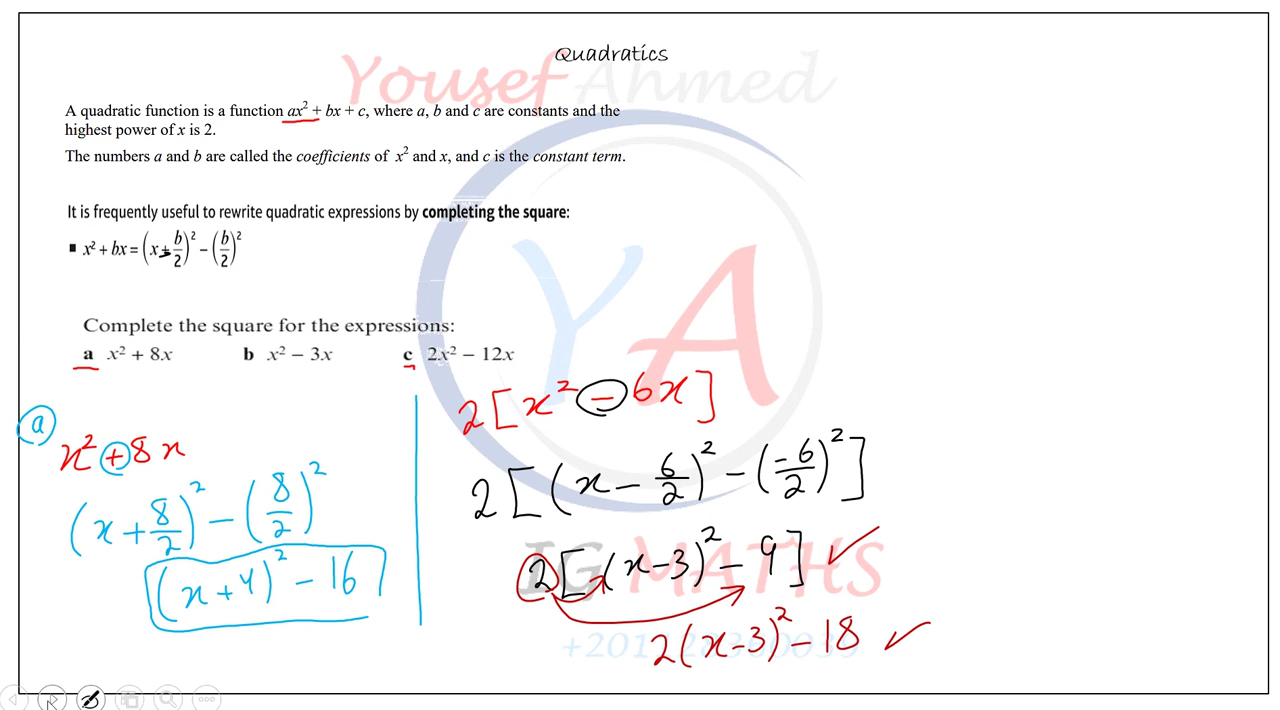 Quadratics
Yousef Ahmed
A quadratic function is a function ax² + bx + c, where a, b and c are constants and the
highest power of x is 2.
The numbers a and b are called the coefficients of x² and x, and c is the constant term.
It is frequently useful to rewrite quadratic expressions by completing the square:
▪ x² + bx = (x ± b/2)² − (b/2)²
YA
Complete the square for the expressions:
a x² + 8x b x² − 3x c 2x² − 12x
a
x² + 8x
(x + 8/2)² − (8/2)²
(x+4)² − 16
2[x² − 6x]
2[(x − 6/2)² − (−6/2)²]
2[(x−3)² − 9] ✓
2(x−3)² − 18 ✓
IG MATHS